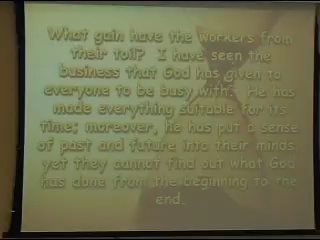 What gain have the workers from
their toil? I have seen the
business that God has given to
everyone to be busy with. He has
made everything suitable for its
time; moreover, he has put a sense
of past and future into their minds
yet they cannot find out what God
has done from the beginning to the
end.